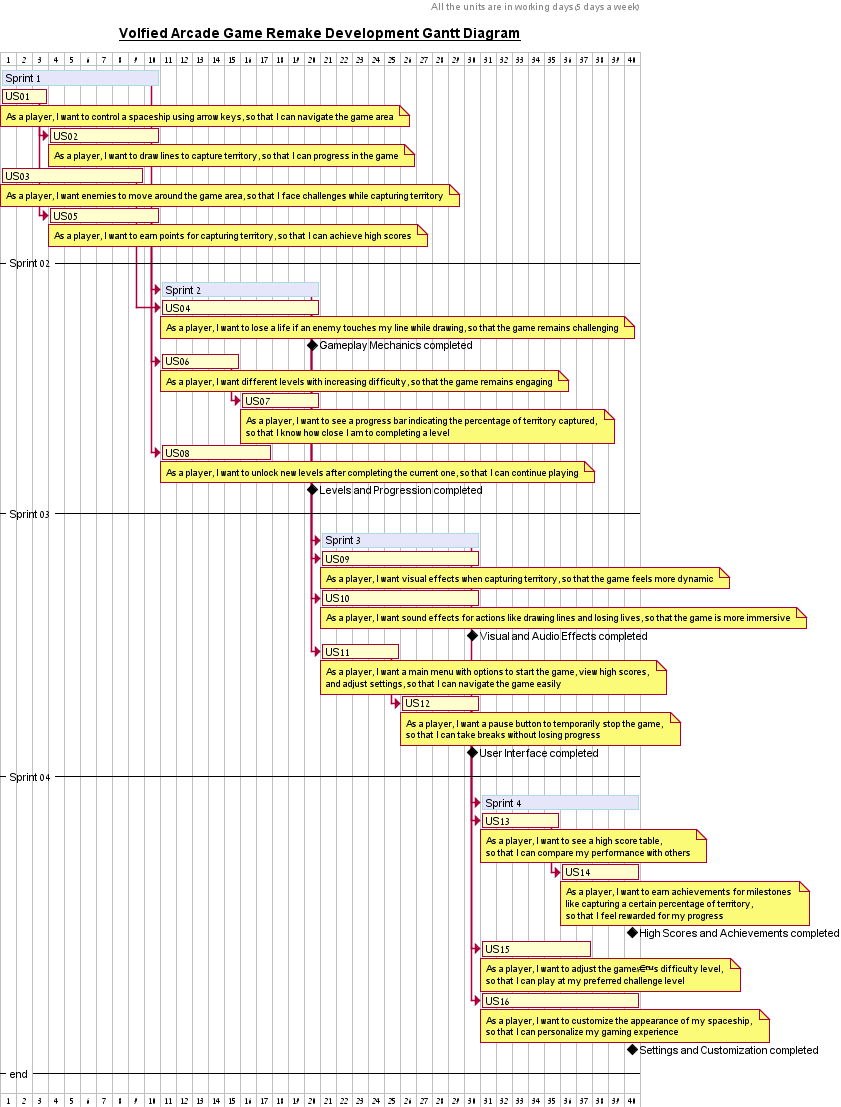 All the units are in working days (5 days a week)
Volfied Arcade Game Remake Development Gantt Diagram
1 2 3 4 5 6 7 8 9 10 11 12 13 14 15 16 17 18 19 20 21 22 23 24 25 26 27 28 29 30 31 32 33 34 35 36 37 38 39 40
Sprint 1
US01
As a player, I want to control a spaceship using arrow keys, so that I can navigate the game area
US02
As a player, I want to draw lines to capture territory, so that I can progress in the game
US03
As a player, I want enemies to move around the game area, so that I face challenges while capturing territory
US05
As a player, I want to earn points for capturing territory, so that I can achieve high scores
Sprint 02
Sprint 2
US04
As a player, I want to lose a life if an enemy touches my line while drawing, so that the game remains challenging
Gameplay Mechanics completed
US06
As a player, I want different levels with increasing difficulty, so that the game remains engaging
US07
As a player, I want to see a progress bar indicating the percentage of territory captured,
so that I know how close I am to completing a level
US08
As a player, I want to unlock new levels after completing the current one, so that I can continue playing
Levels and Progression completed
Sprint 03
Sprint 3
US09
As a player, I want visual effects when capturing territory, so that the game feels more dynamic
US10
As a player, I want sound effects for actions like drawing lines and losing lives, so that the game is more immersive
Visual and Audio Effects completed
US11
As a player, I want a main menu with options to start the game, view high scores,
and adjust settings, so that I can navigate the game easily
US12
As a player, I want a pause button to temporarily stop the game,
so that I can take breaks without losing progress
User Interface completed
Sprint 04
Sprint 4
US13
As a player, I want to see a high score table,
so that I can compare my performance with others
US14
As a player, I want to earn achievements for milestones
like capturing a certain percentage of territory,
so that I feel rewarded for my progress
High Scores and Achievements completed
US15
As a player, I want to adjust the difficulty level,
so that I can play at my preferred challenge level
US16
As a player, I want to customize the appearance of my spaceship,
so that I can personalize my gaming experience
Settings and Customization completed
end
1 2 3 4 5 6 7 8 9 10 11 12 13 14 15 16 17 18 19 20 21 22 23 24 25 26 27 28 29 30 31 32 33 34 35 36 37 38 39 40